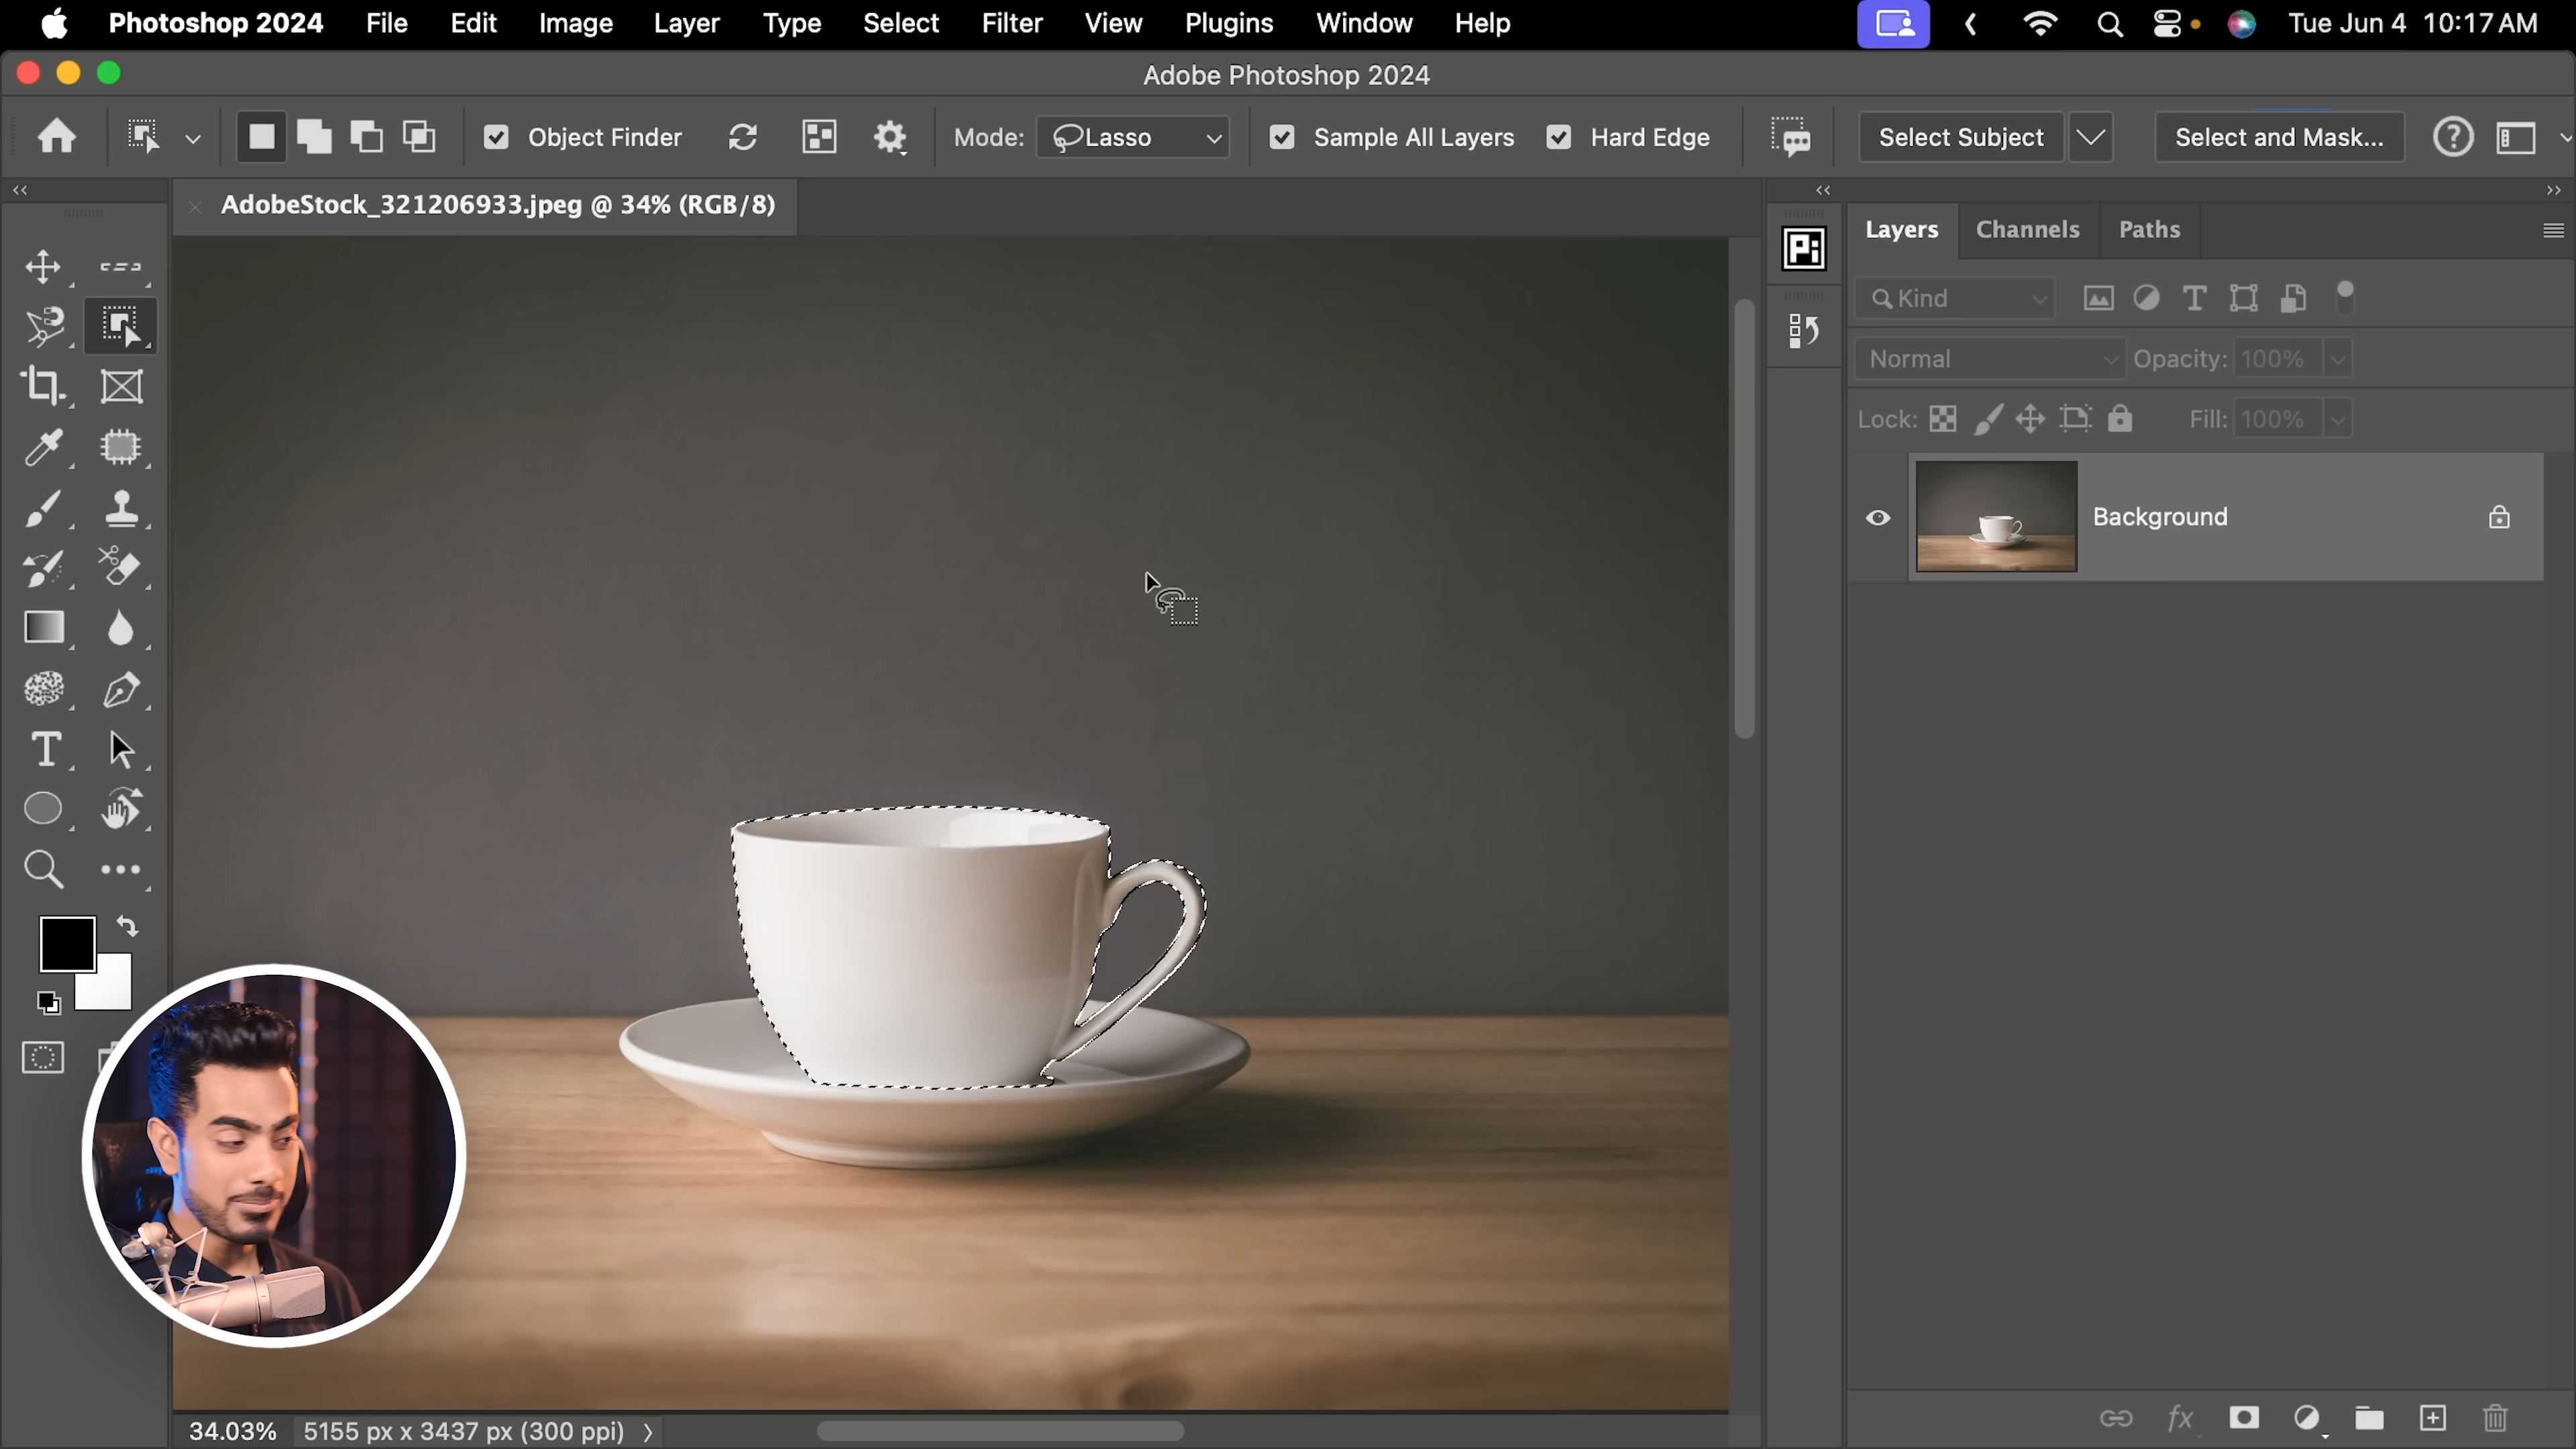 Photoshop 2024 File Edit Image Layer Type Select Filter View Plugins Window Help Tue Jun 4 10:17 AM
Adobe Photoshop 2024
Object Finder Mode: Lasso Sample All Layers Hard Edge Select Subject Select and Mask...
AdobeStock_321206933.jpeg @ 34% (RGB/8)
Pi
Layers Channels Paths
Kind
Normal Opacity: 100%
Lock: Fill: 100%
Background
34.03% 5155 px x 3437 px (300 ppi)
fx